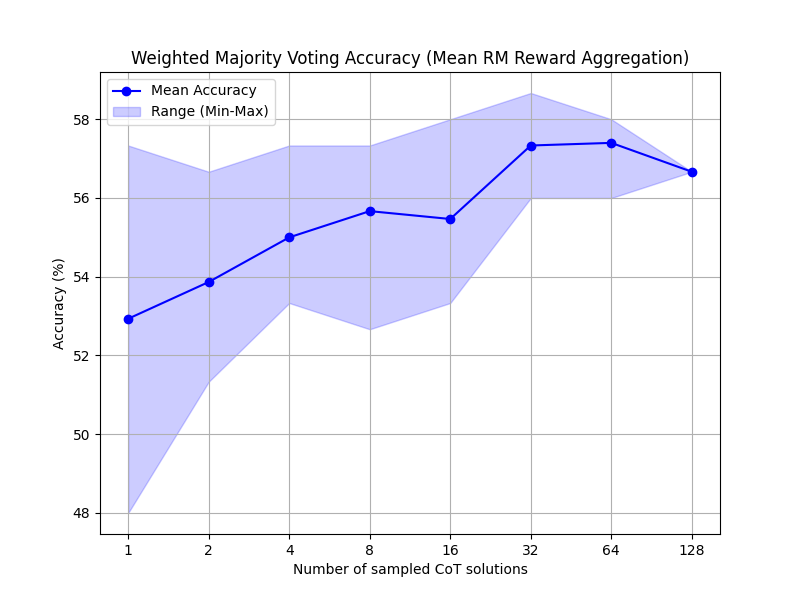 Weighted Majority Voting Accuracy (Mean RM Reward Aggregation)
Mean Accuracy
Range (Min-Max)
58
56
54
52
50
48
Accuracy (%)
1 2 4 8 16 32 64 128
Number of sampled CoT solutions